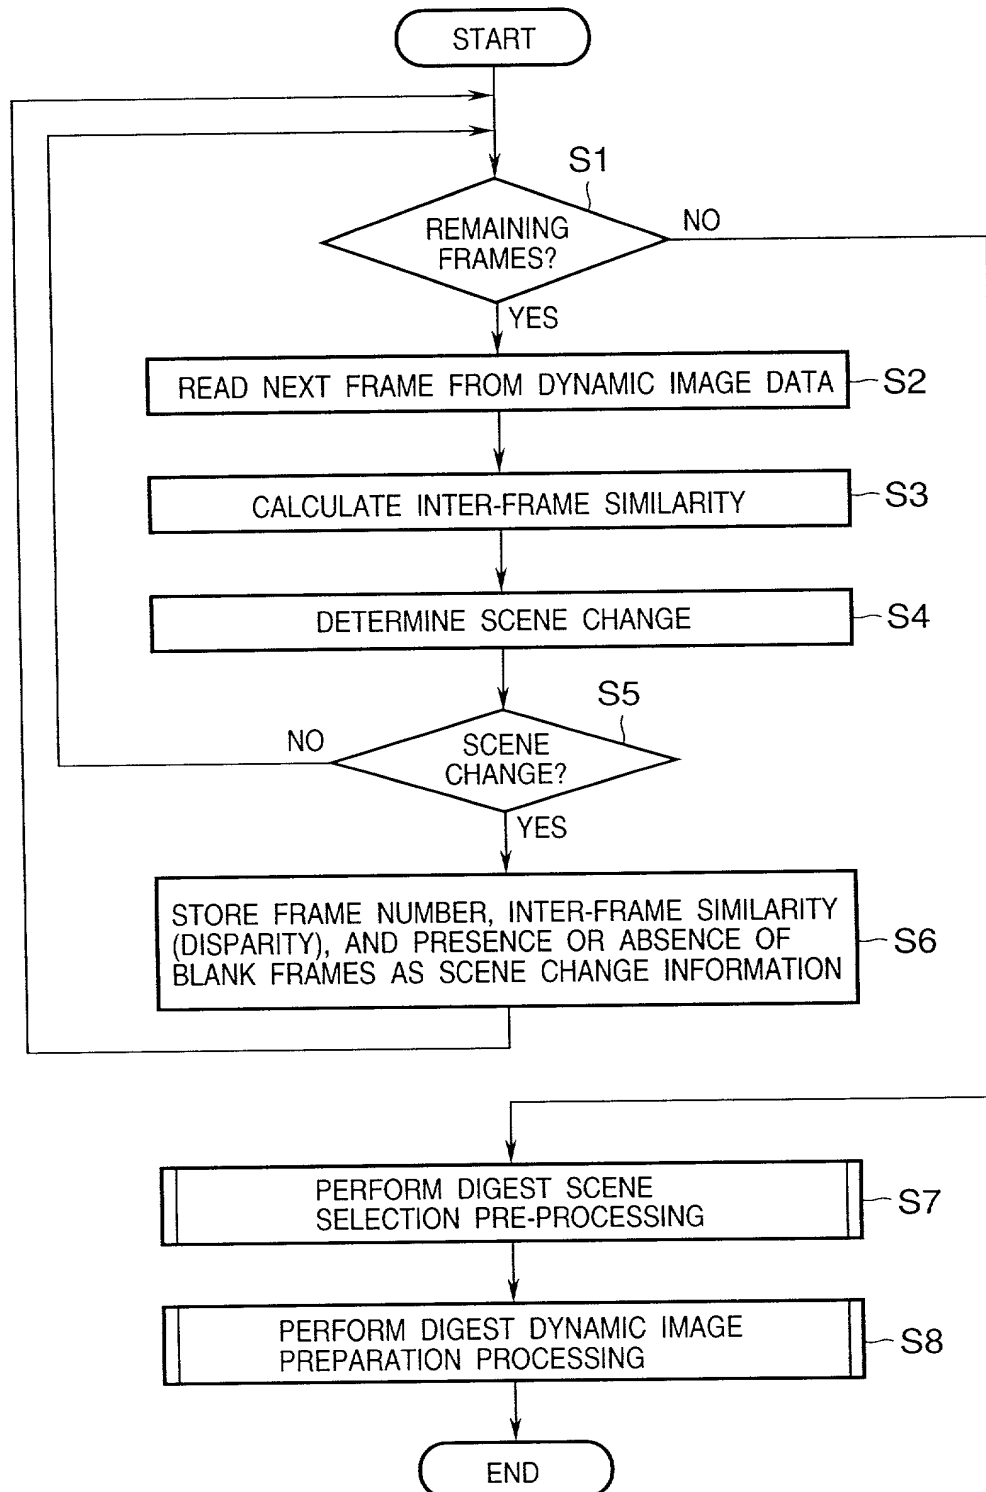 START
S1
REMAINING
FRAMES?
NO
YES
READ NEXT FRAME FROM DYNAMIC IMAGE DATA
S2
CALCULATE INTER-FRAME SIMILARITY
S3
DETERMINE SCENE CHANGE
S4
S5
SCENE
CHANGE?
NO
YES
STORE FRAME NUMBER, INTER-FRAME SIMILARITY
(DISPARITY), AND PRESENCE OR ABSENCE OF
BLANK FRAMES AS SCENE CHANGE INFORMATION
S6
PERFORM DIGEST SCENE
SELECTION PRE-PROCESSING
S7
PERFORM DIGEST DYNAMIC IMAGE
PREPARATION PROCESSING
S8
END